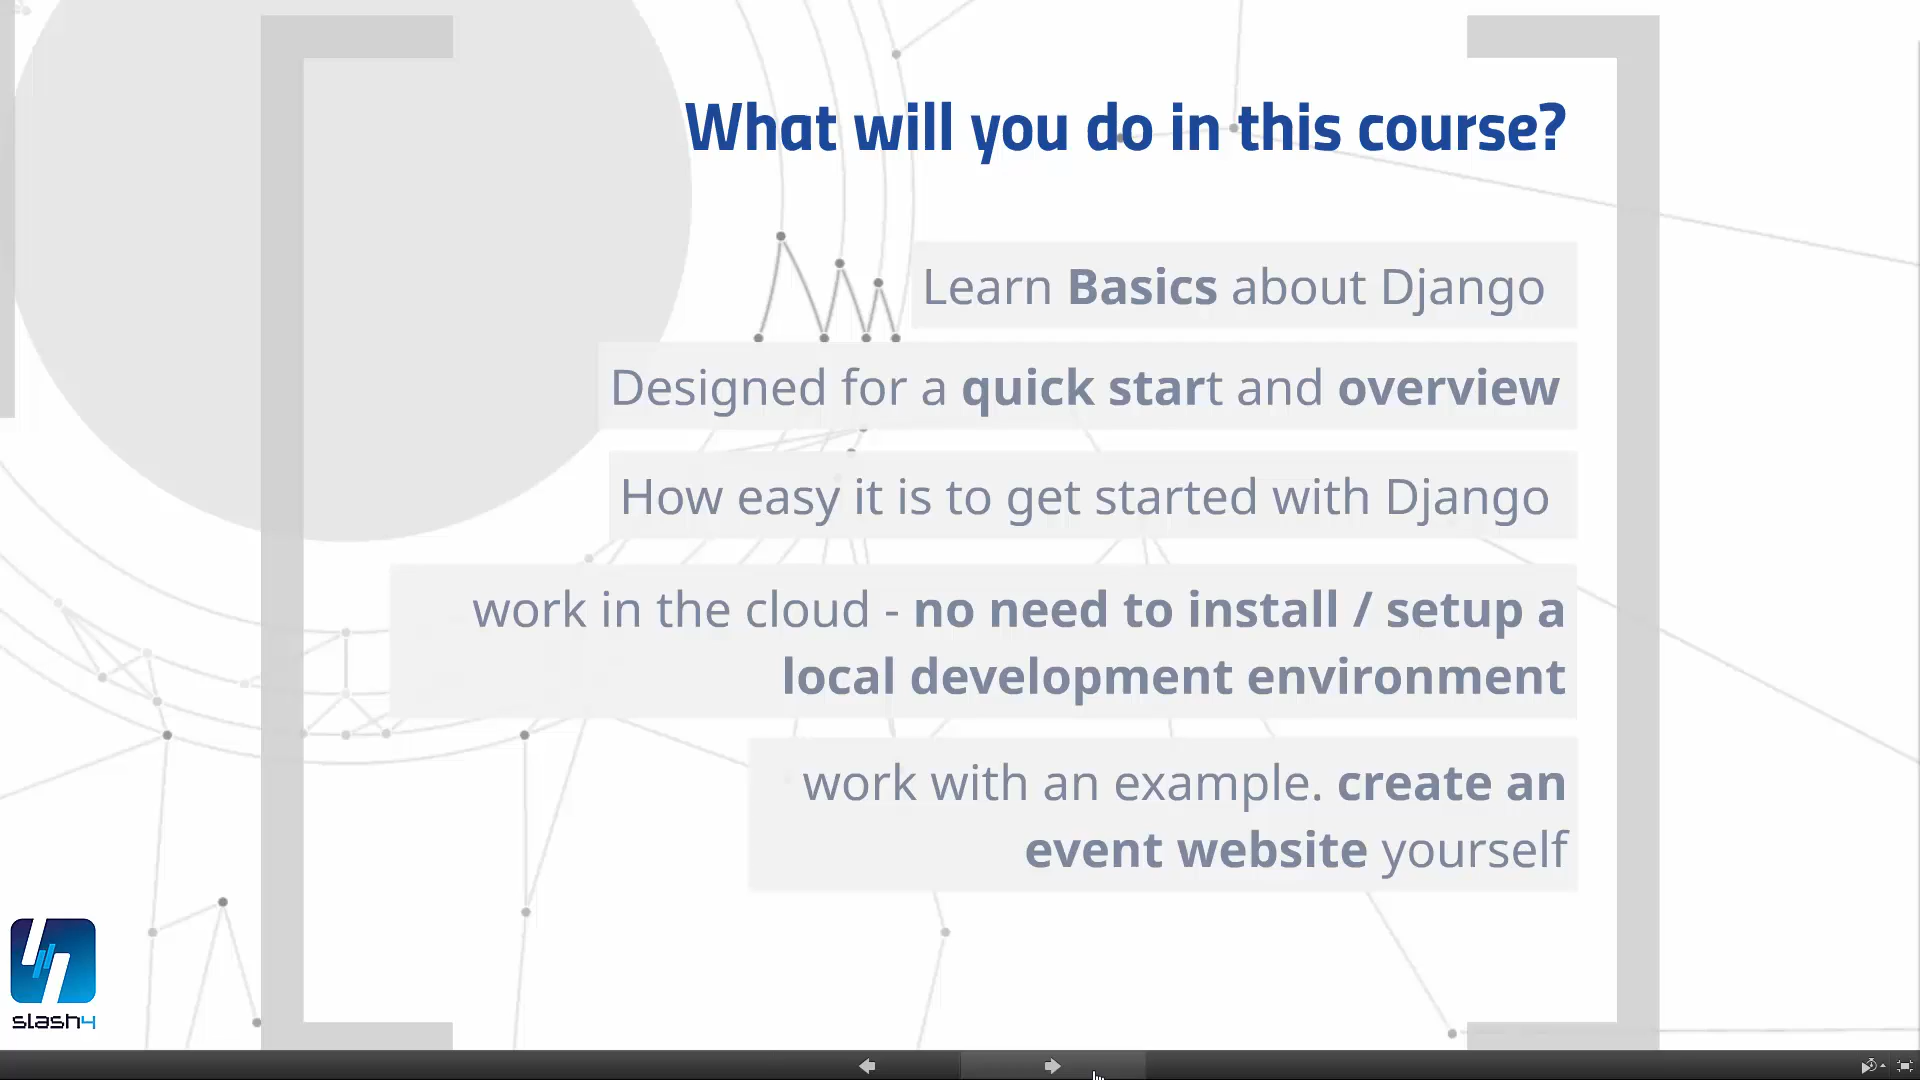 What will you do in this course?
Learn Basics about Django
Designed for a quick start and overview
How easy it is to get started with Django
work in the cloud - no need to install / setup a
local development environment
work with an example. create an
event website yourself
slash4